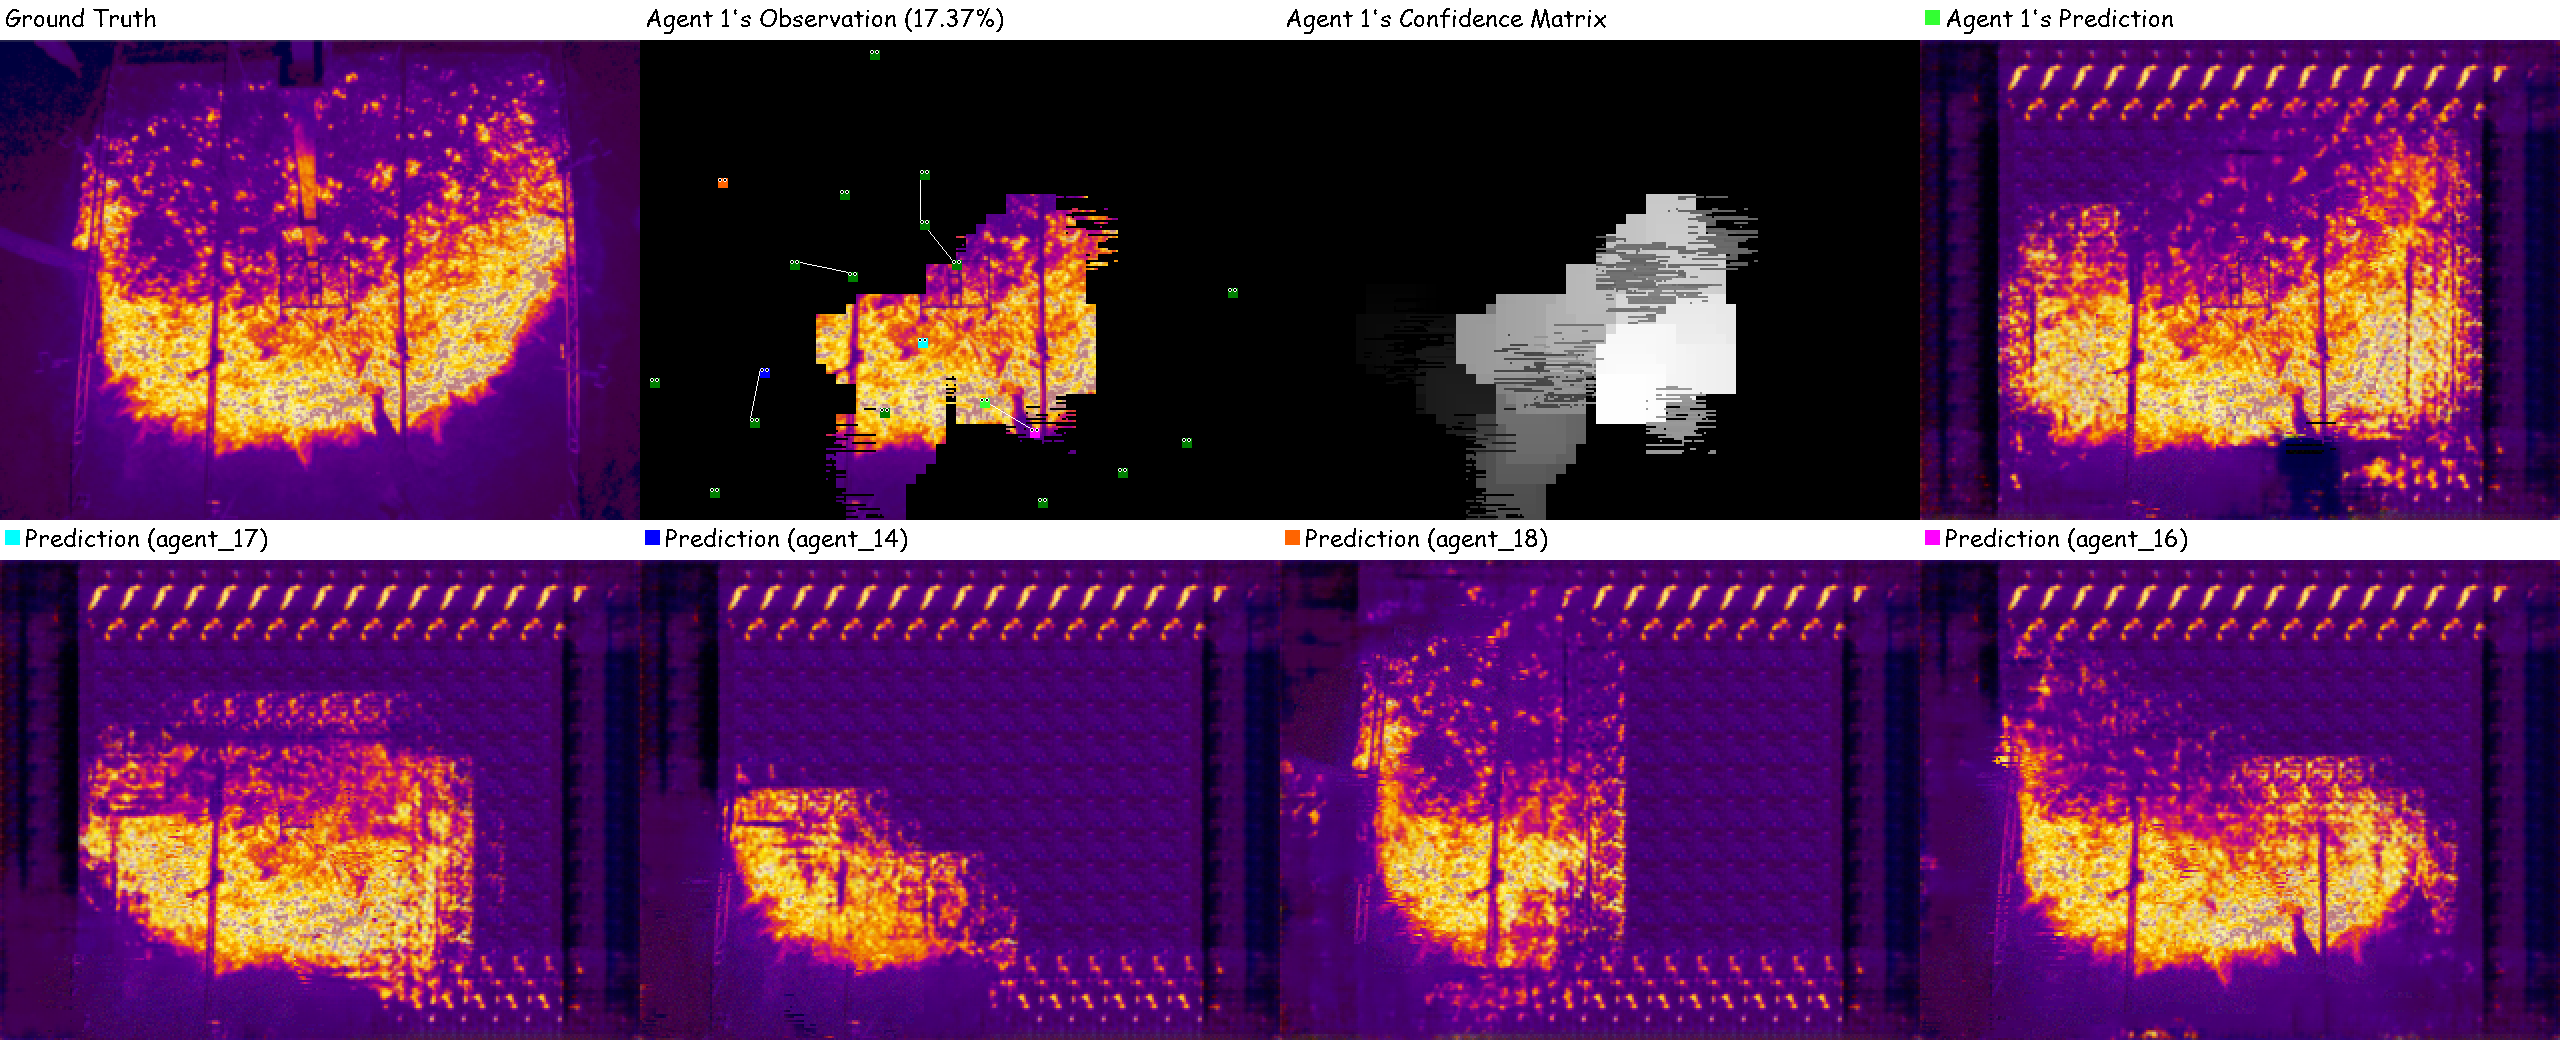 Ground Truth
Agent 1's Observation (17.37%)
Agent 1's Confidence Matrix
Agent 1's Prediction
Prediction (agent_17)
Prediction (agent_14)
Prediction (agent_18)
Prediction (agent_16)